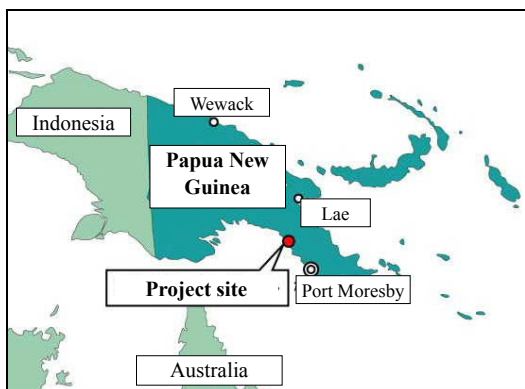 Wewack
Indonesia
Papua New
Guinea
Lae
Project site
Port Moresby
Australia